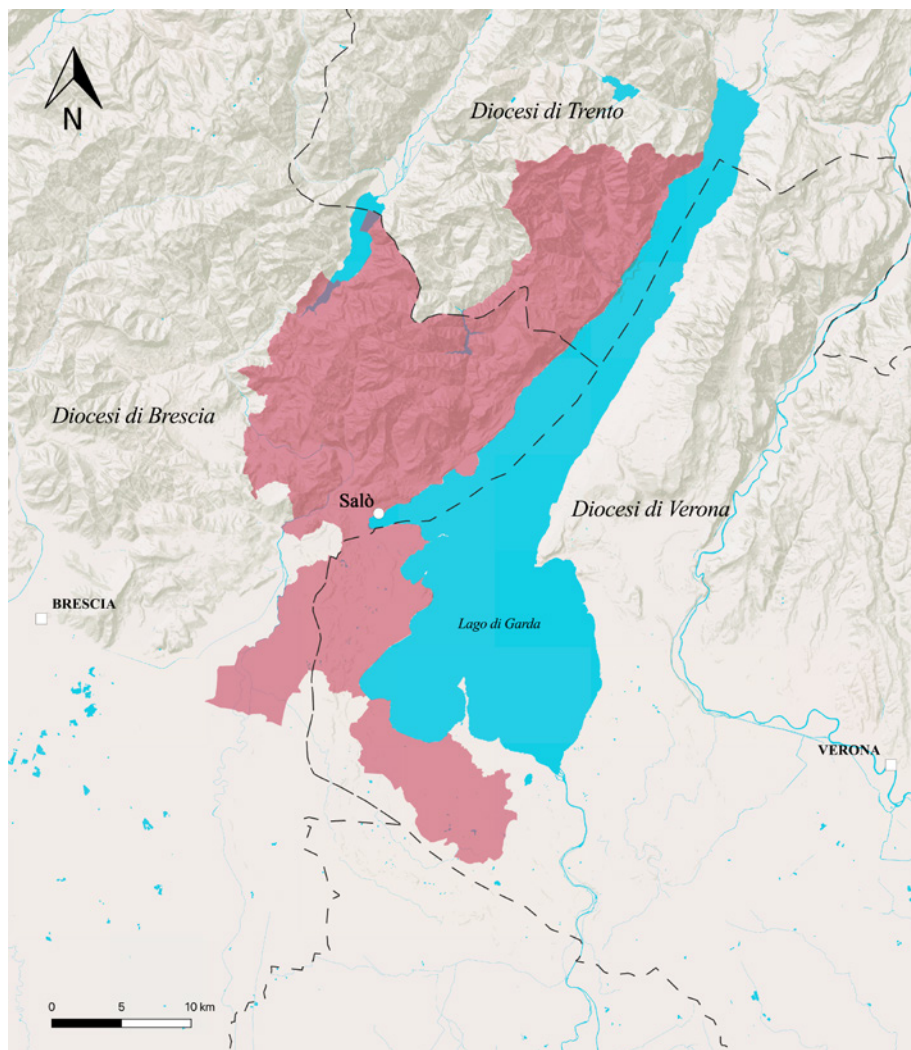 N
Diocesi di Trento
Diocesi di Brescia
Salò
Diocesi di Verona
BRESCIA
Lago di Garda
VERONA
0 5 10 km